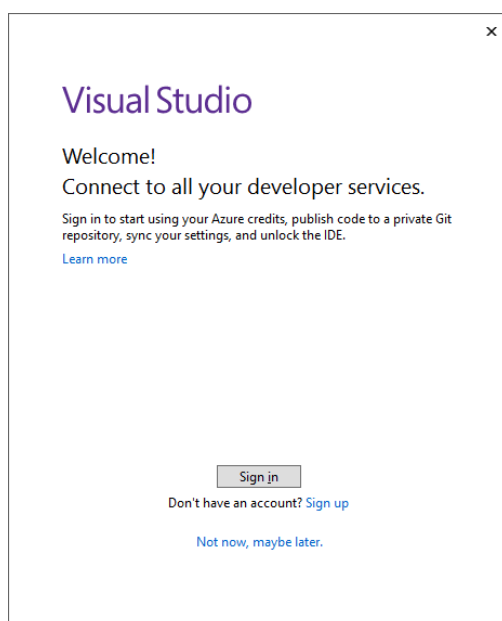 Visual Studio
Welcome!
Connect to all your developer services.
Sign in to start using your Azure credits, publish code to a private Git
repository, sync your settings, and unlock the IDE.
Learn more
Sign in
Don't have an account? Sign up
Not now, maybe later.